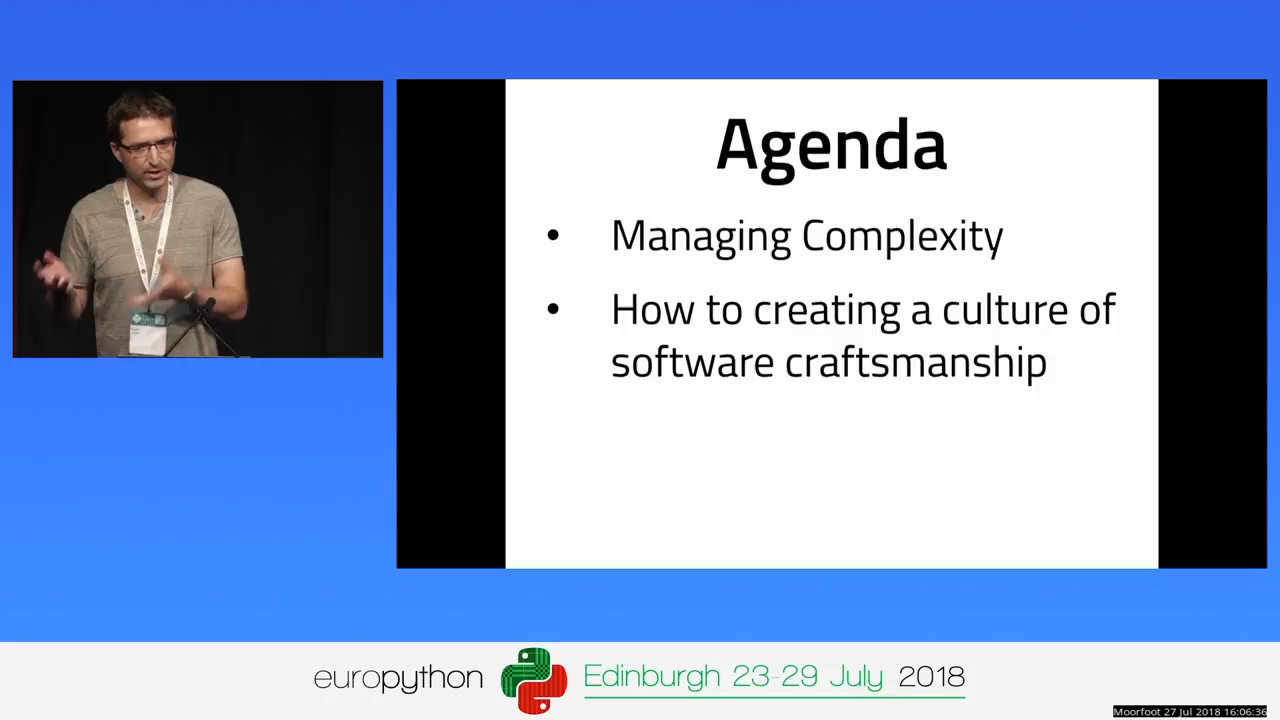 Agenda
• Managing Complexity
• How to creating a culture of
software craftsmanship
europython Edinburgh 23-29 July 2018
Moorfoot 27 Jul 2018 16:06:36